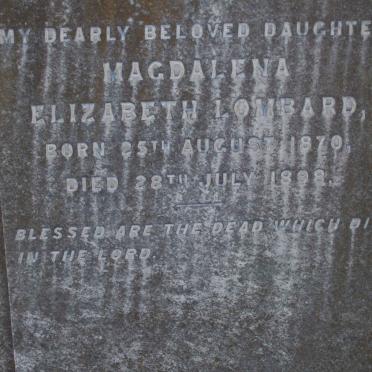 MY DEARLY BELOVED DAUGHTE
MAGDALENA
ELIZABETH LOMBARD,
BORN 25TH AUGUST 1870,
DIED 28TH JULY 1898.
BLESSED ARE THE DEAD WHICH DI
IN THE LORD.